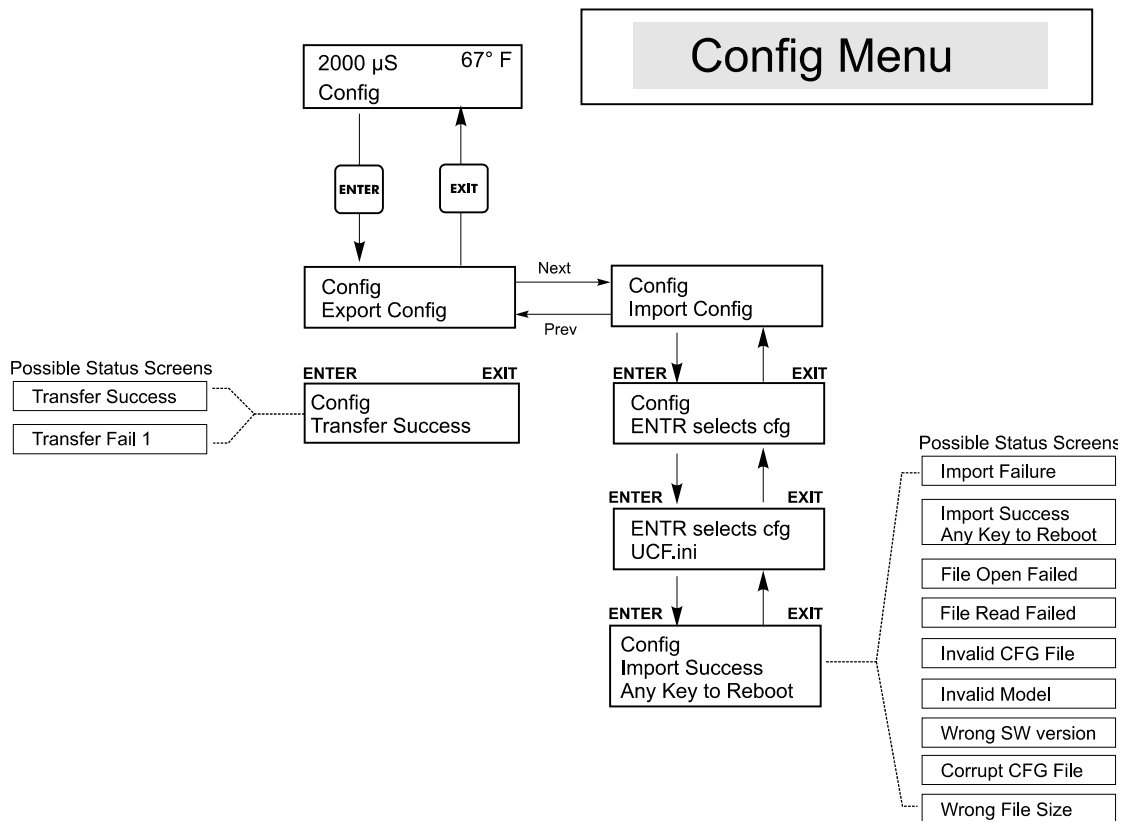 Config Menu
2000 µS 67° F
Config
ENTER EXIT
Config
Export Config
Next
Prev
Config
Import Config
Possible Status Screens
Transfer Success
Transfer Fail 1
ENTER EXIT
Config
Transfer Success
ENTER EXIT
Config
ENTR selects cfg
ENTER EXIT
ENTR selects cfg
UCF.ini
ENTER EXIT
Config
Import Success
Any Key to Reboot
Possible Status Screens
Import Failure
Import Success
Any Key to Reboot
File Open Failed
File Read Failed
Invalid CFG File
Invalid Model
Wrong SW version
Corrupt CFG File
Wrong File Size